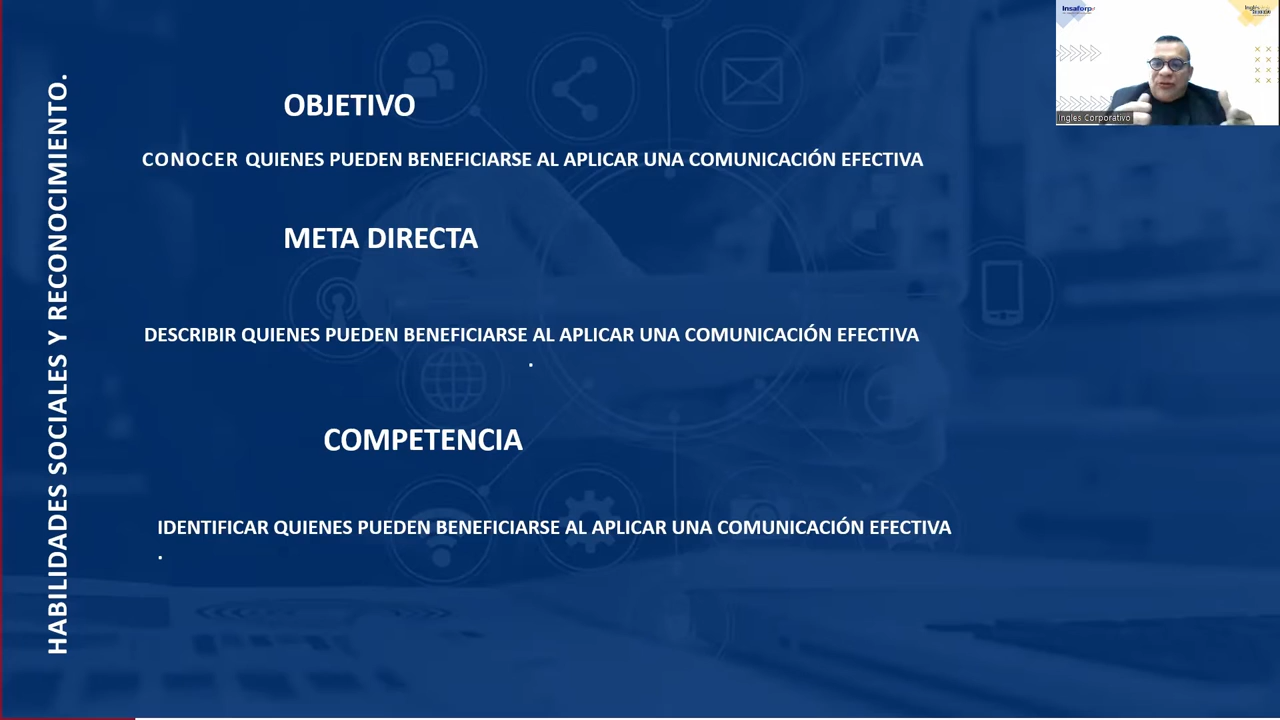 HABILIDADES SOCIALES Y RECONOCIMIENTO.
OBJETIVO
CONOCER QUIENES PUEDEN BENEFICIARSE AL APLICAR UNA COMUNICACIÓN EFECTIVA
META DIRECTA
DESCRIBIR QUIENES PUEDEN BENEFICIARSE AL APLICAR UNA COMUNICACIÓN EFECTIVA
.
COMPETENCIA
IDENTIFICAR QUIENES PUEDEN BENEFICIARSE AL APLICAR UNA COMUNICACIÓN EFECTIVA
.
Insaforp
Ingles Corporativo